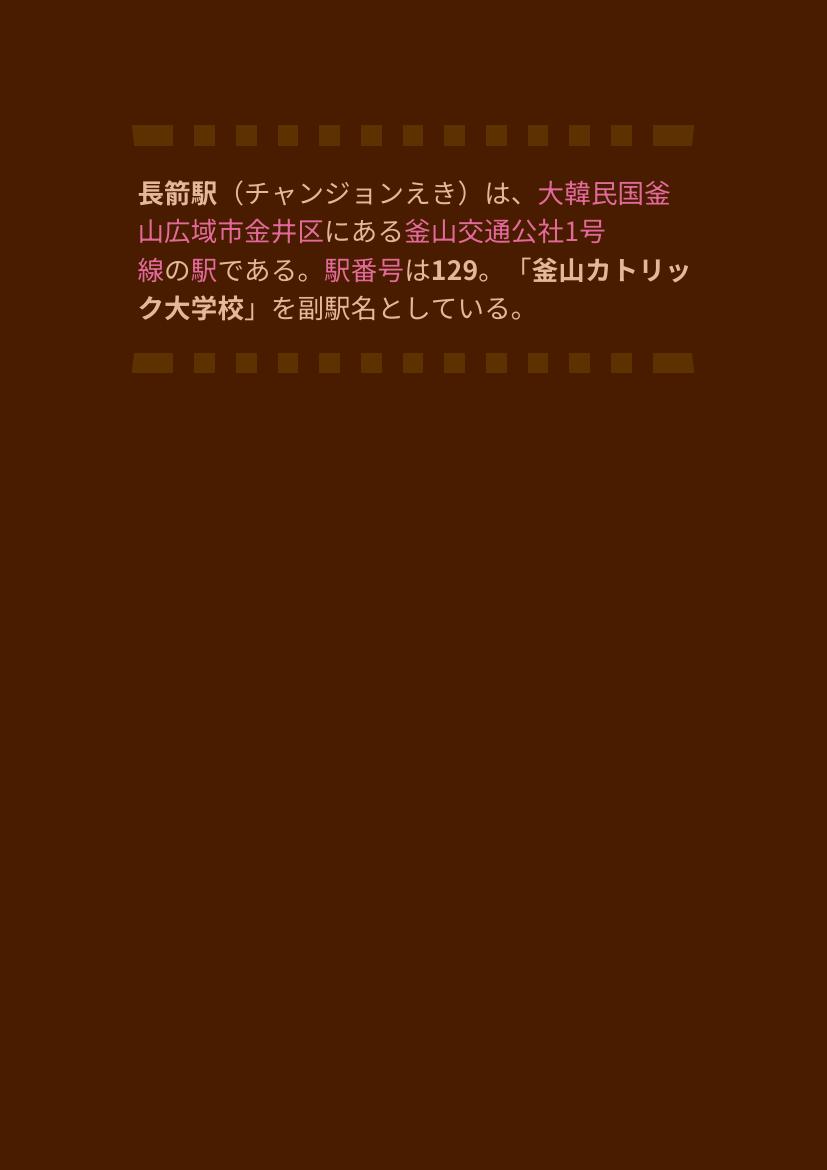 長箭駅（チャンジョンえき）は、大韓民国釜
山広域市金井区にある釜山交通公社1号
線の駅である。駅番号は129。「釜山カトリッ
ク大学校」を副駅名としている。